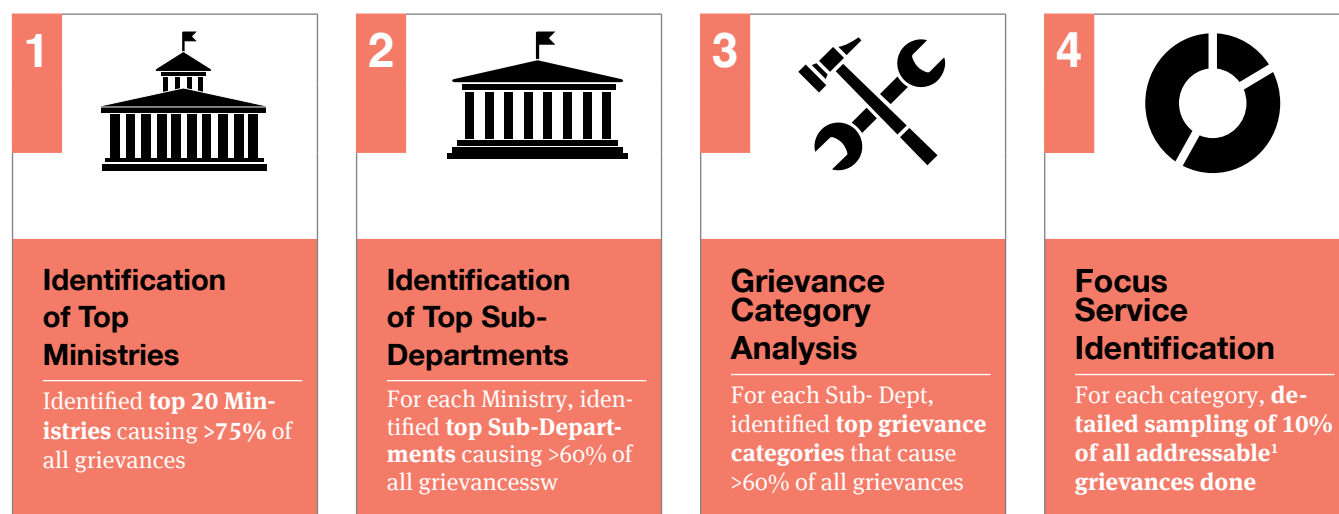 1
Identification
of Top
Ministries
Identified top 20 Min-
istries causing >75% of
all grievances
2
Identification
of Top Sub-
Departments
For each Ministry, iden-
tified top Sub-Depart-
ments causing >60% of
all grievancessw
3
Grievance
Category
Analysis
For each Sub- Dept,
identified top grievance
categories that cause
>60% of all grievances
4
Focus
Service
Identification
For each category, de-
tailed sampling of 10%
of all addressable¹
grievances done